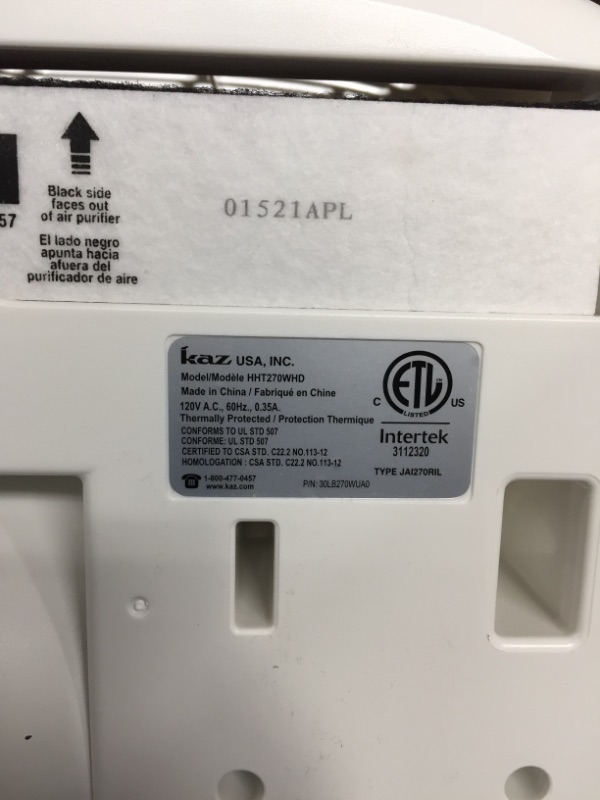 57
Black side
faces out
of air purifier
El lado negro
apunta hacia
afuera del
purificador de aire
01521APL
kaz USA, INC.
Model/Modèle HHT270WHD
Made in China / Fabriqué en Chine
120V A.C., 60Hz., 0.35A.
Thermally Protected / Protection Thermique
CONFORMS TO UL STD 507
CONFORME: UL STD 507
CERTIFIED TO CSA STD. C22.2 NO.113-12
HOMOLOGATION : CSA STD. C22.2 NO.113-12
1-800-477-0457
www.kaz.com
P/N: 30LB270WUA0
C ETL US
LISTED
Intertek
3112320
TYPE JAI270RIL